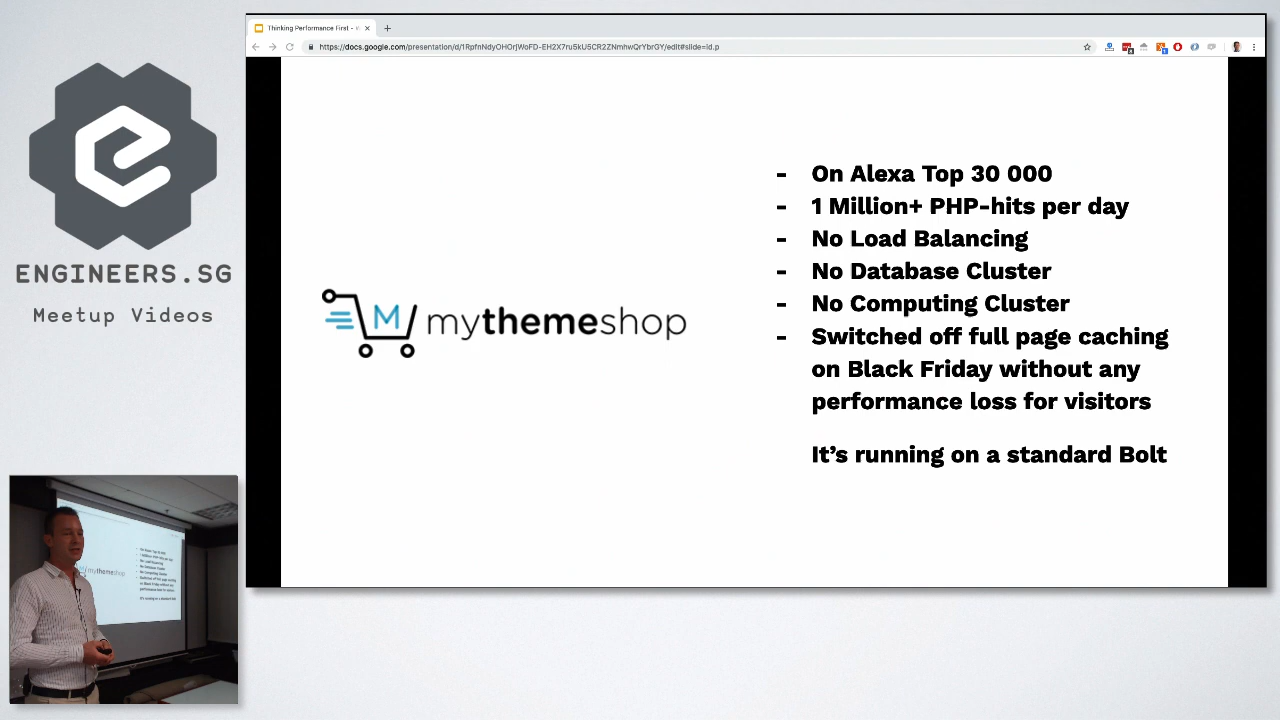 Thinking Performance First - 
https://docs.google.com/presentation/d/1RpfnNdyOHOrjWoFD-EH2X7ru5kU5CR2ZNmhwQrYbrGY/edit#slide=id.p
ENGINEERS.SG
Meetup Videos
M mythemeshop
- On Alexa Top 30 000
- 1 Million+ PHP-hits per day
- No Load Balancing
- No Database Cluster
- No Computing Cluster
- Switched off full page caching
on Black Friday without any
performance loss for visitors
It's running on a standard Bolt